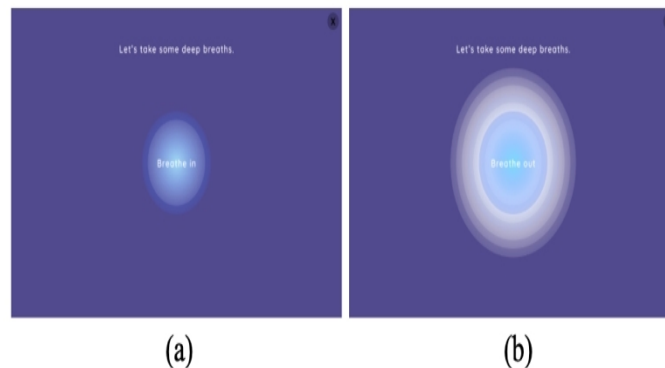 x
Let's take some deep breaths.
Breathe in
Let's take some deep breaths.
Breathe out
(a)
(b)